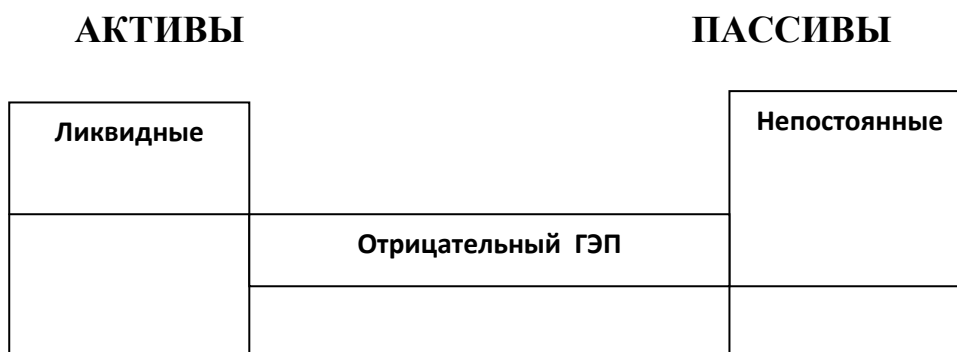 АКТИВЫ ПАССИВЫ
Ликвидные Непостоянные
Отрицательный ГЭП